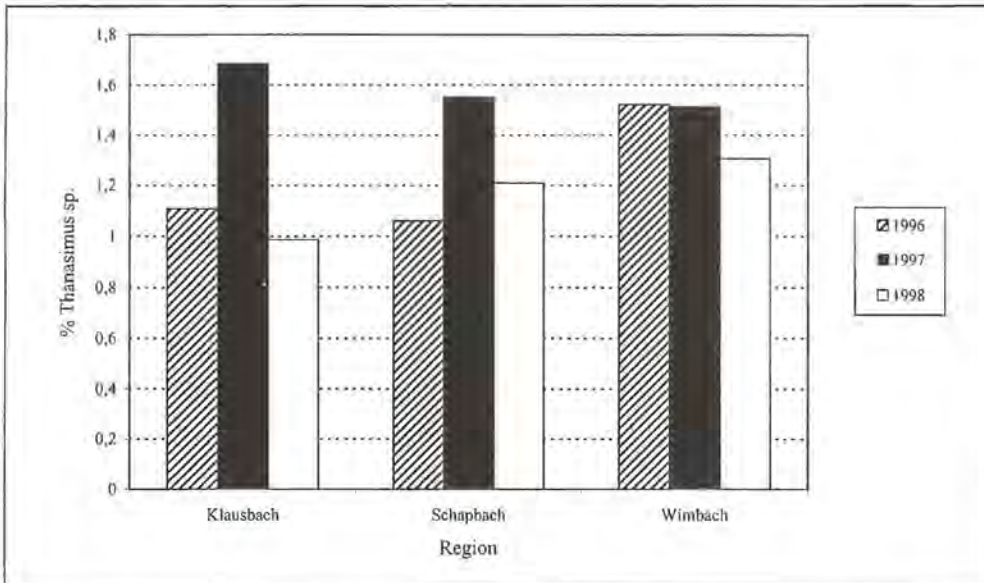 1,8
1,6
1,4
1,2
1
0,8
0,6
0,4
0,2
0
% Thanasimus sp.
Klausbach
Schaphach
Wimbach
Region
1996
1997
1998